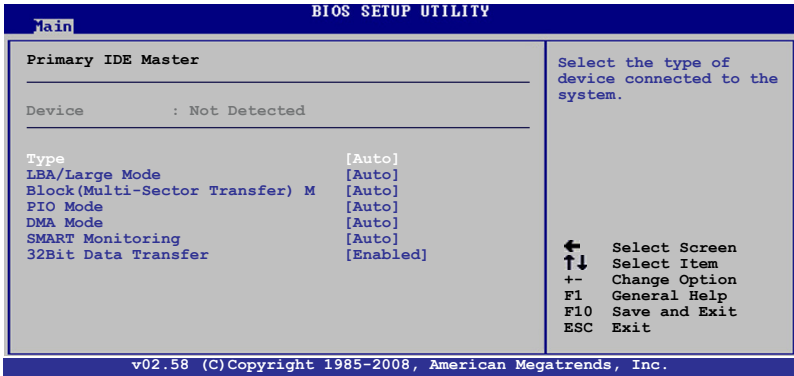 BIOS SETUP UTILITY
Main
Primary IDE Master
Device : Not Detected
Type [Auto]
LBA/Large Mode [Auto]
Block(Multi-Sector Transfer) M [Auto]
PIO Mode [Auto]
DMA Mode [Auto]
SMART Monitoring [Auto]
32Bit Data Transfer [Enabled]
Select the type of
device connected to the
system.
← Select Screen
↑↓ Select Item
+- Change Option
F1 General Help
F10 Save and Exit
ESC Exit
v02.58 (C)Copyright 1985-2008, American Megatrends, Inc.